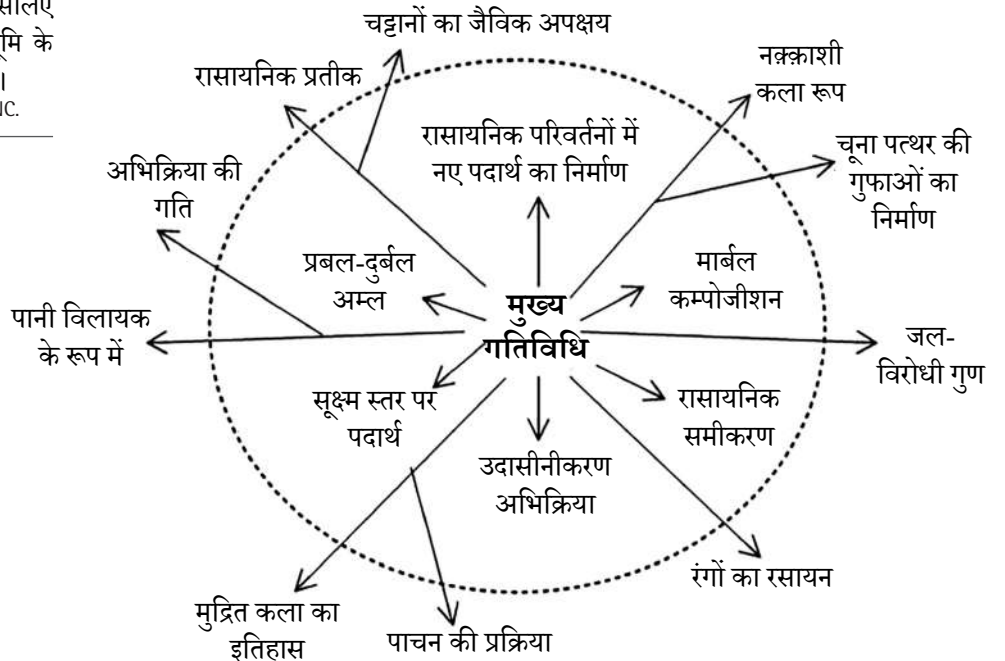 चट्टानों का जैविक अपक्षय
रासायनिक प्रतीक
नक़्क़ाशी
कला रूप
रासायनिक परिवर्तनों में
नए पदार्थ का निर्माण
चूना पत्थर की
गुफाओं का
निर्माण
अभिक्रिया की
गति
प्रबल-दुर्बल
अम्ल
मार्बल
कम्पोजीशन
मुख्य
गतिविधि
पानी विलायक
के रूप में
जल-
विरोधी गुण
सूक्ष्म स्तर पर
पदार्थ
रासायनिक
समीकरण
उदासीनीकरण
अभिक्रिया
रंगों का रसायन
मुद्रित कला का
इतिहास
पाचन की प्रक्रिया
के
NC.